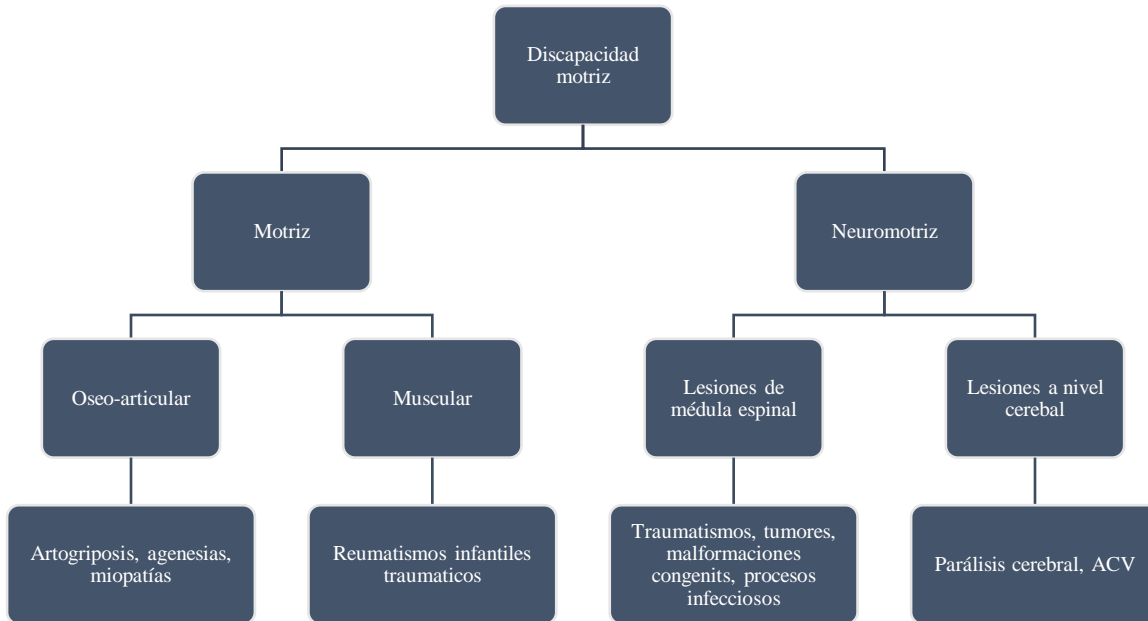 Discapacidad
motriz
Motriz
Neuromotriz
Oseo-articular
Muscular
Lesiones de
médula espinal
Lesiones a nivel
cerebal
Artogriposis, agenesias,
miopatías
Reumatismos infantiles
traumaticos
Traumatismos, tumores,
malformaciones
congenits, procesos
infecciosos
Parálisis cerebral, ACV